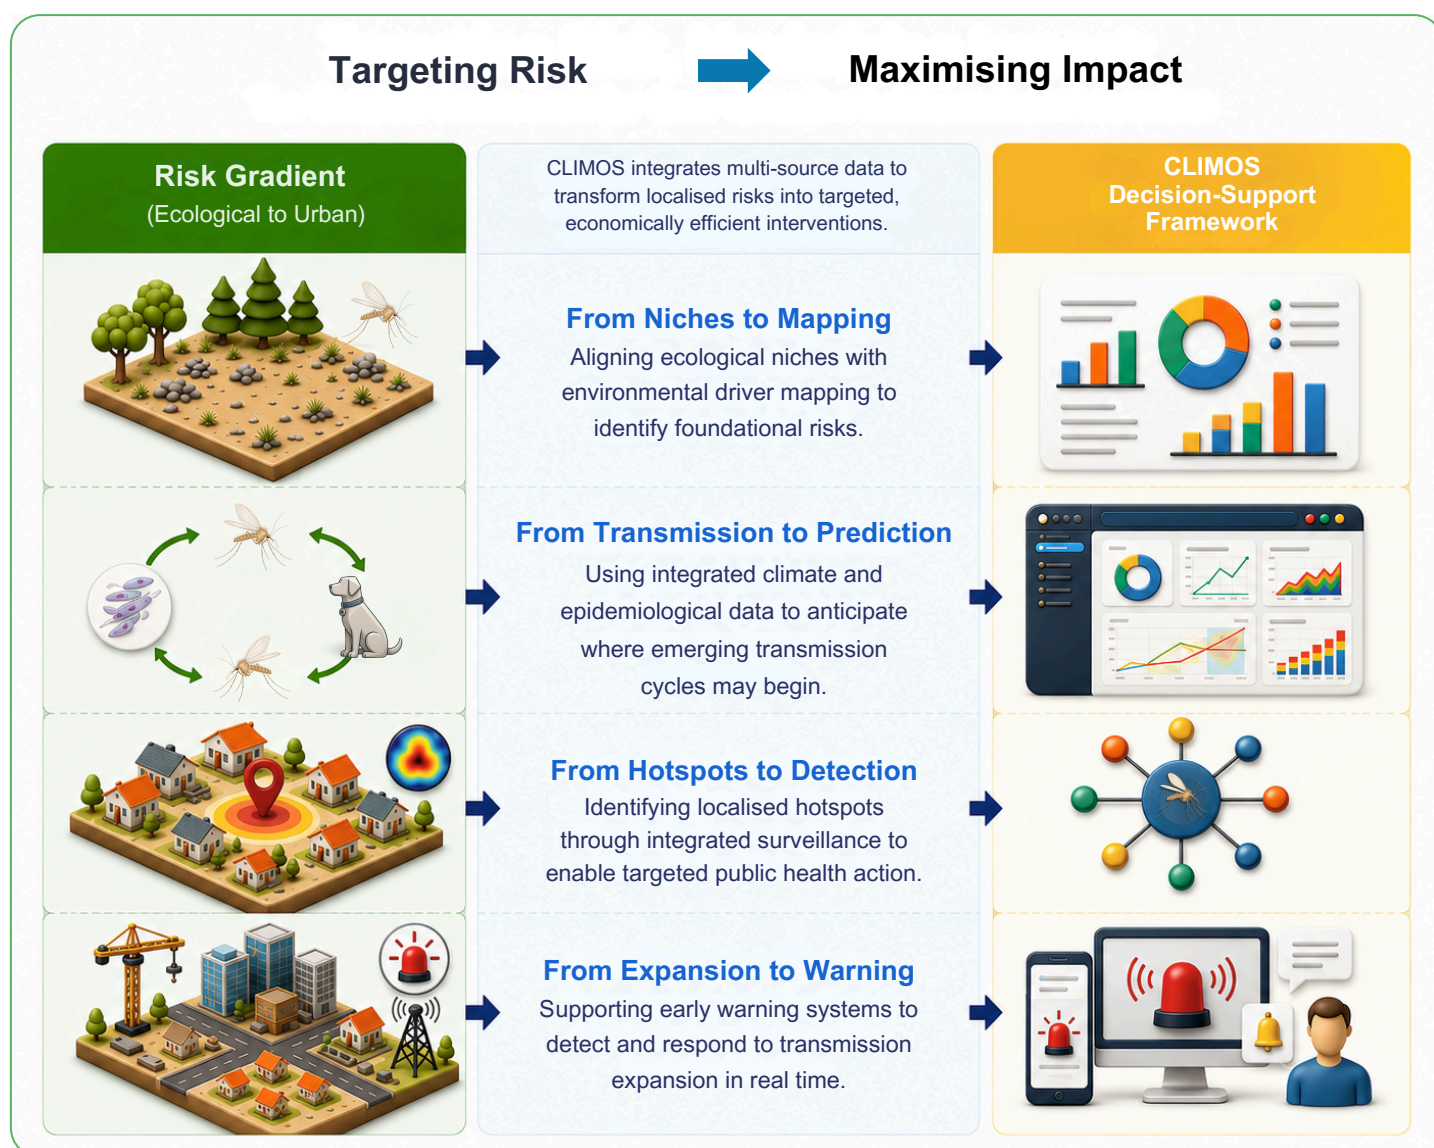 Targeting Risk
Maximising Impact
Risk Gradient
(Ecological to Urban)
CLIMOS integrates multi-source data to
transform localised risks into targeted,
economically efficient interventions.
CLIMOS
Decision-Support
Framework
From Niches to Mapping
Aligning ecological niches with
environmental driver mapping to
identify foundational risks.
From Transmission to Prediction
Using integrated climate and
epidemiological data to anticipate
where emerging transmission
cycles may begin.
From Hotspots to Detection
Identifying localised hotspots
through integrated surveillance to
enable targeted public health action.
From Expansion to Warning
Supporting early warning systems to
detect and respond to transmission
expansion in real time.